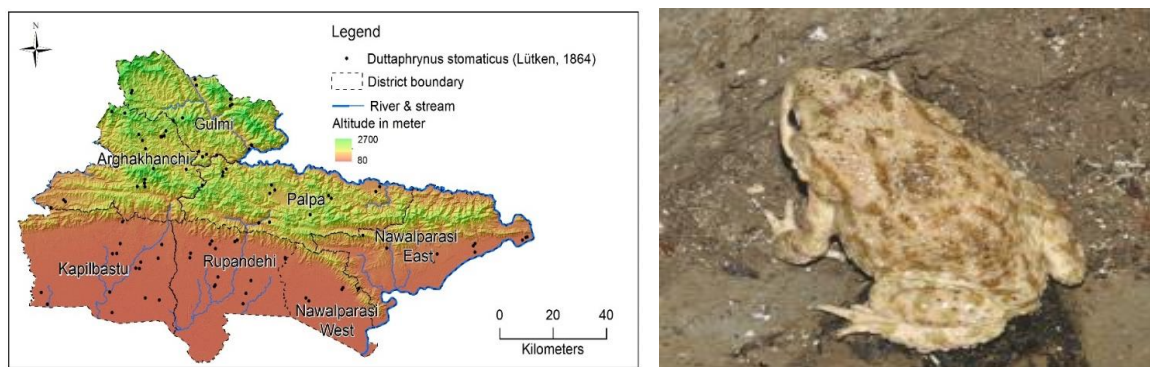 N
Legend
Duttaphrynus stomaticus (Lütken, 1864)
District boundary
River & stream
Altitude in meter
2700
80
Gulmi
Arghakhanchi
Palpa
Nawalparasi
East
Kapilbastu
Rupandehi
Nawalparasi
West
0 10 20 40
Kilometers